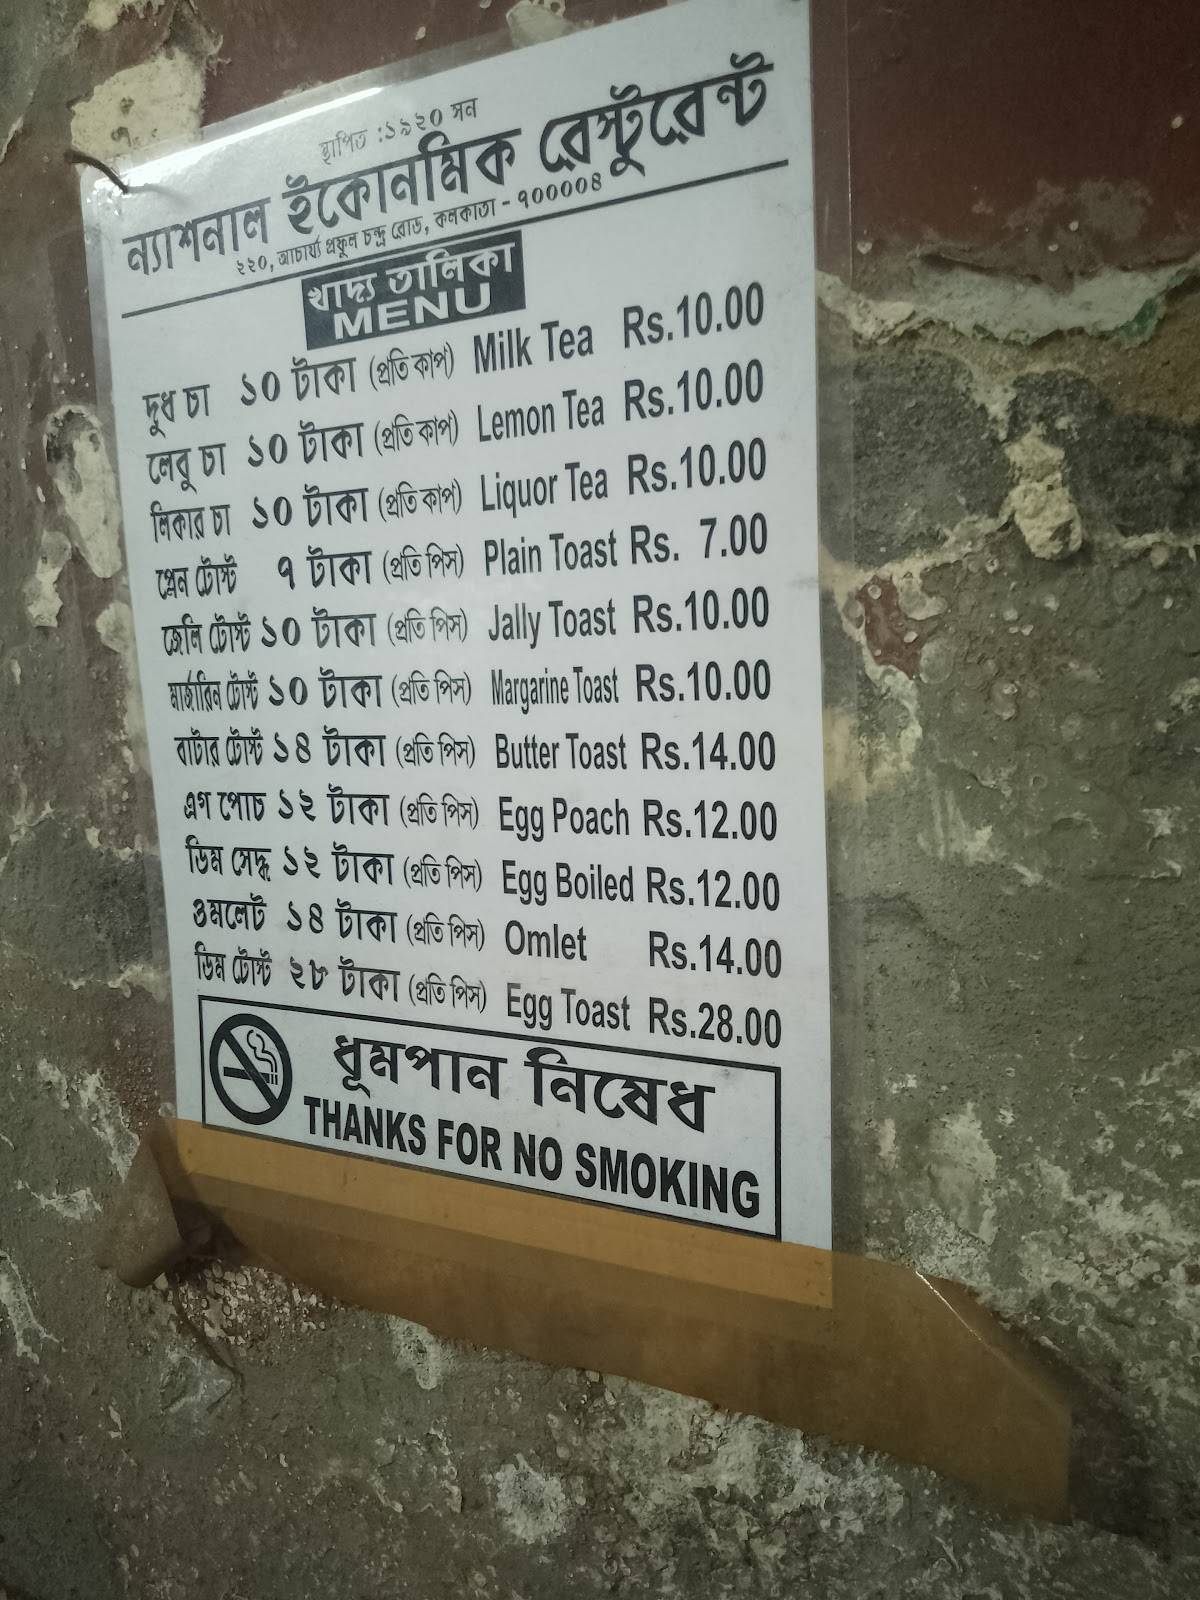 স্থাপিত :১৯২০ সন
ন্যাশনাল ইকোনমিক রেস্টুরেন্ট
২২০, আচার্য্য প্রফুল চন্দ্র রোড, কলকাতা - ৭০০০০৪
খাদ্য তালিকা
MENU
দুধ চা ১০ টাকা (প্রতি কাপ) Milk Tea Rs.10.00
লেবু চা ১০ টাকা (প্রতি কাপ) Lemon Tea Rs.10.00
লিকার চা ১০ টাকা (প্রতি কাপ) Liquor Tea Rs.10.00
প্লেন টোস্ট ৭ টাকা (প্রতি পিস) Plain Toast Rs. 7.00
জেলি টোস্ট ১০ টাকা (প্রতি পিস) Jally Toast Rs.10.00
মার্জারিন টোস্ট ১০ টাকা (প্রতি পিস) Margarine Toast Rs.10.00
বাটার টোস্ট ১৪ টাকা (প্রতি পিস) Butter Toast Rs.14.00
এগ পোচ ১২ টাকা (প্রতি পিস) Egg Poach Rs.12.00
ডিম সেদ্ধ ১২ টাকা (প্রতি পিস) Egg Boiled Rs.12.00
ওমলেট ১৪ টাকা (প্রতি পিস) Omlet Rs.14.00
ডিম টোস্ট ২৮ টাকা (প্রতি পিস) Egg Toast Rs.28.00
ধূমপান নিষেধ
THANKS FOR NO SMOKING